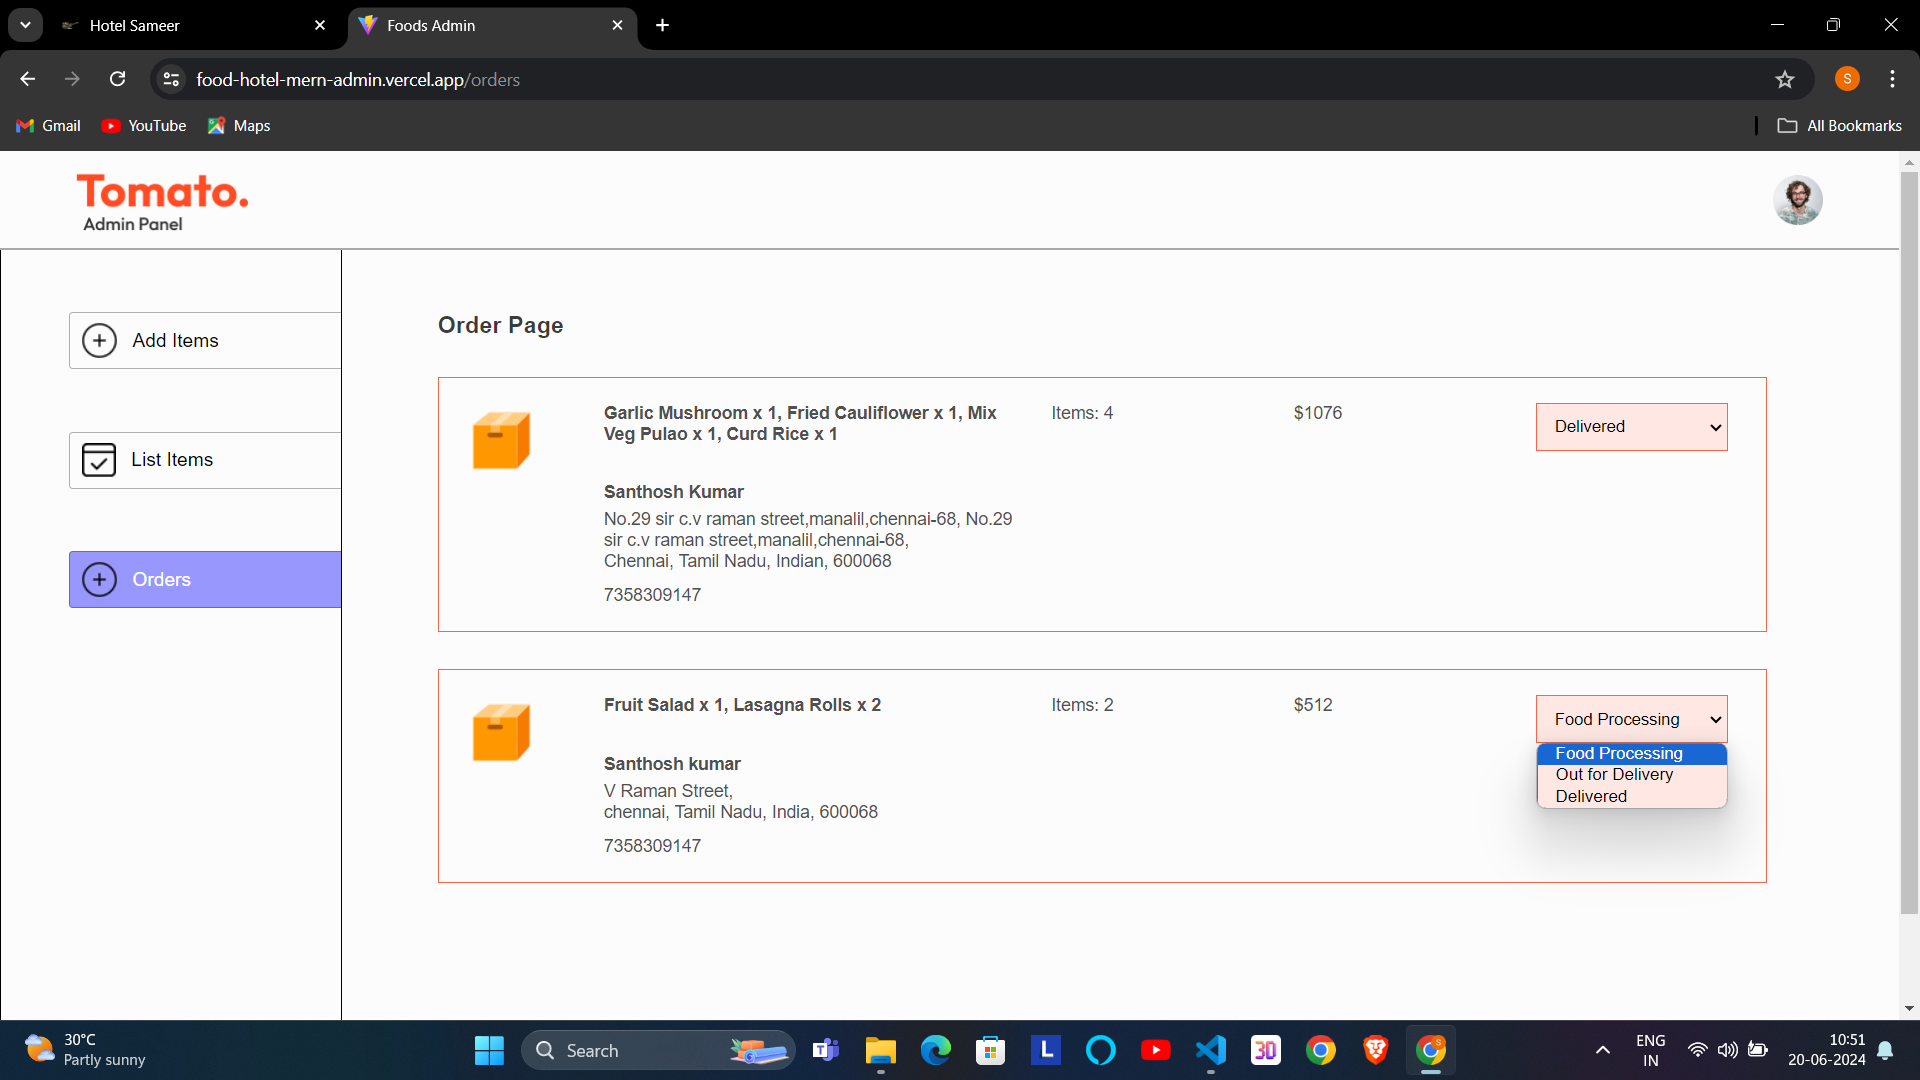 Hotel Sameer
Foods Admin
food-hotel-mern-admin.vercel.app/orders
S
Gmail
YouTube
Maps
All Bookmarks
Tomato.
Admin Panel
Add Items
List Items
Orders
Order Page
Garlic Mushroom x 1, Fried Cauliflower x 1, Mix
Veg Pulao x 1, Curd Rice x 1
Items: 4
$1076
Delivered
Santhosh Kumar
No.29 sir c.v raman street,manalil,chennai-68, No.29
sir c.v raman street,manalil,chennai-68,
Chennai, Tamil Nadu, Indian, 600068
7358309147
Fruit Salad x 1, Lasagna Rolls x 2
Items: 2
$512
Food Processing
Food Processing
Out for Delivery
Delivered
Santhosh kumar
V Raman Street,
chennai, Tamil Nadu, India, 600068
7358309147
30°C
Partly sunny
Search
L
3D
S
ENG
IN
10:51
20-06-2024